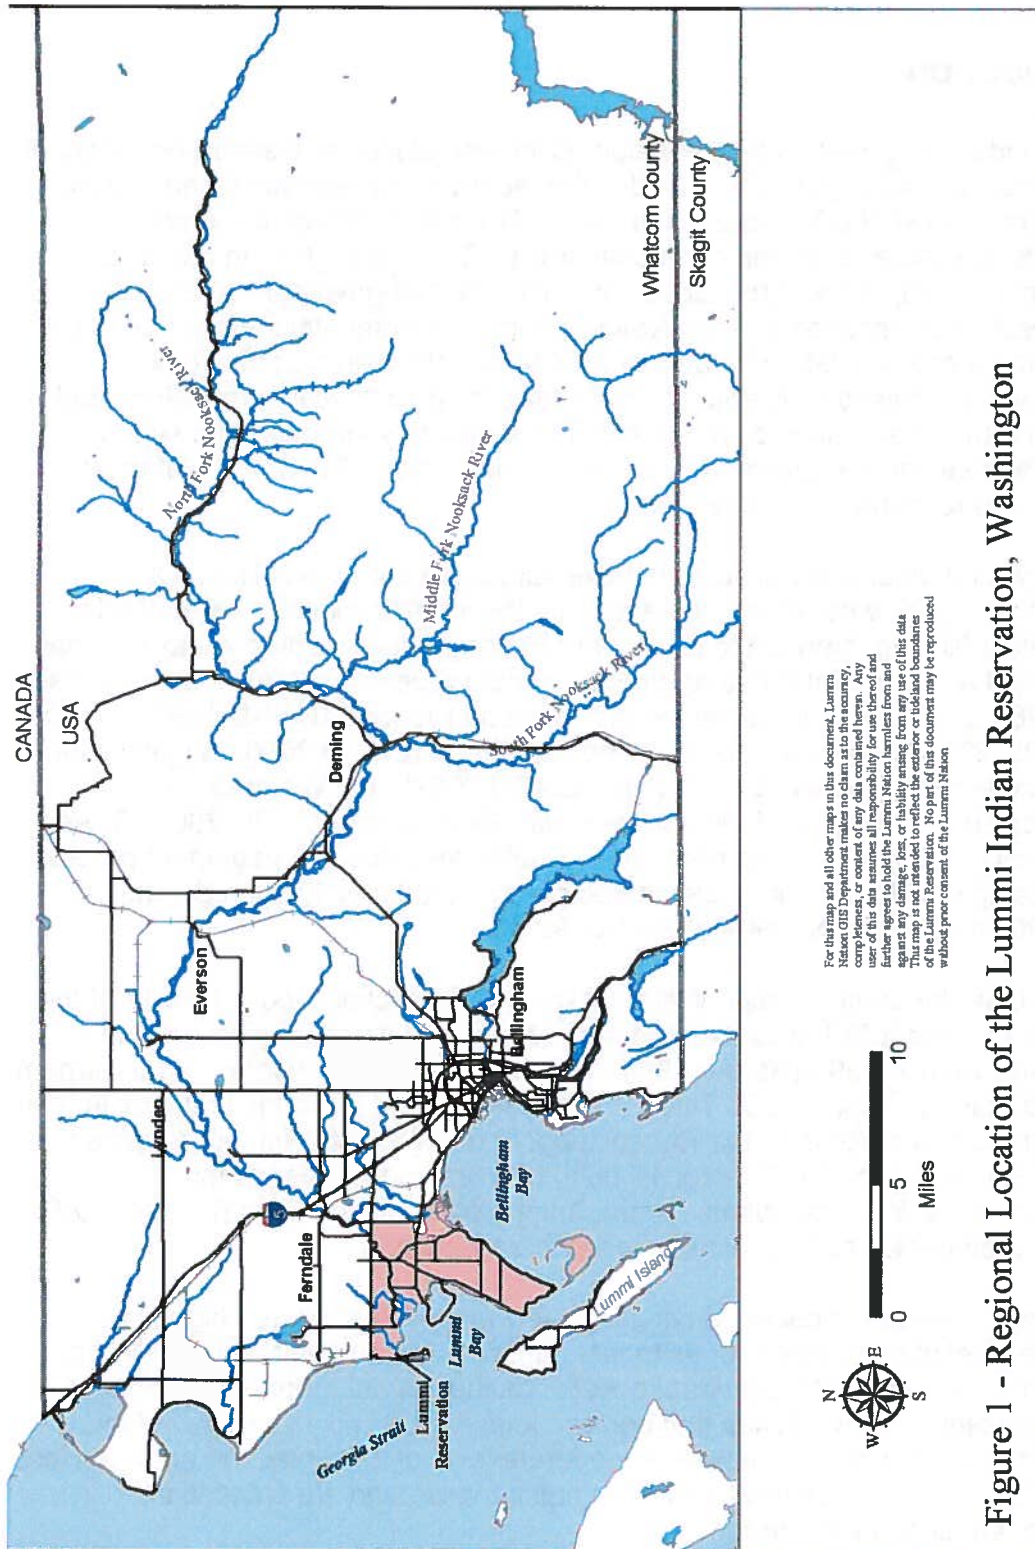 CANADA
USA
North Fork Nooksack River
Middle Fork Nooksack River
South Fork Nooksack River
Deming
Everson
Lynden
Ferndale
5
Bellingham
Bellingham
Bay
Lummi
Bay
Lummi
Reservation
Georgia Strait
Lummi Island
Whatcom County
Skagit County
N
W
E
S
0
5
10
Miles
For this map and all other maps in this document, Lummi
Nation GIS Department makes no claim as to the accuracy,
completeness, or content of any data contained herein. Any
user of this data assumes all responsibility for use thereof and
further agrees to hold the Lummi Nation harmless from and
against any damage, loss, or liability arising from any use of this data
This map is not intended to reflect the exterior or tideland boundaries
of the Lummi Reservation. No part of this document may be reproduced
without prior consent of the Lummi Nation
Figure 1 - Regional Location of the Lummi Indian Reservation, Washington